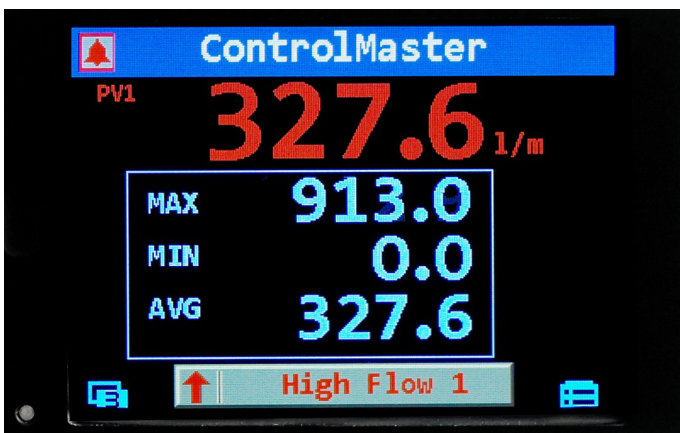 ControlMaster
PV1
327.6 l/m
MAX 913.0
MIN 0.0
AVG 327.6
High Flow 1